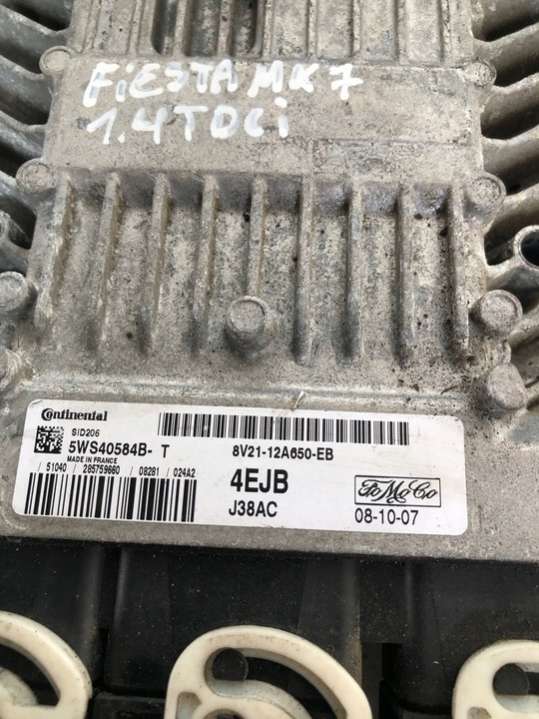 FiESTA MK7
1.4TDCi
Continental
SID206
5WS40584B- T
MADE IN FRANCE
/ 51040 / 285759660 / 08281 / 024A2
8V21-12A650-EB
4EJB
J38AC
FoMoCo
08-10-07